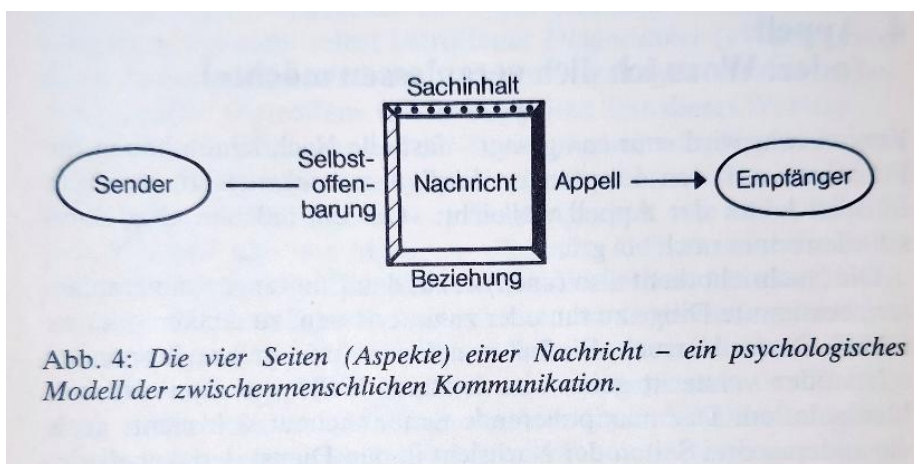 Sachinhalt
Sender
Selbst-
offen-
barung
Nachricht
Appell
Empfänger
Beziehung
Abb. 4: Die vier Seiten (Aspekte) einer Nachricht – ein psychologisches
Modell der zwischenmenschlichen Kommunikation.